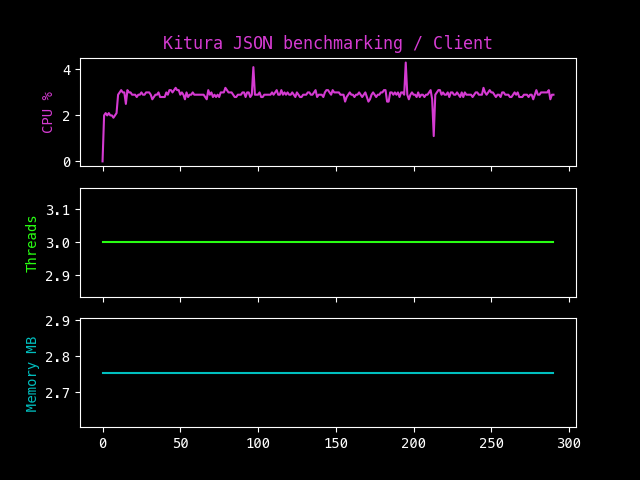 Kitura JSON benchmarking / Client
4
2
0
CPU %
3.1
3.0
2.9
Threads
2.9
2.8
2.7
Memory MB
0 50 100 150 200 250 300